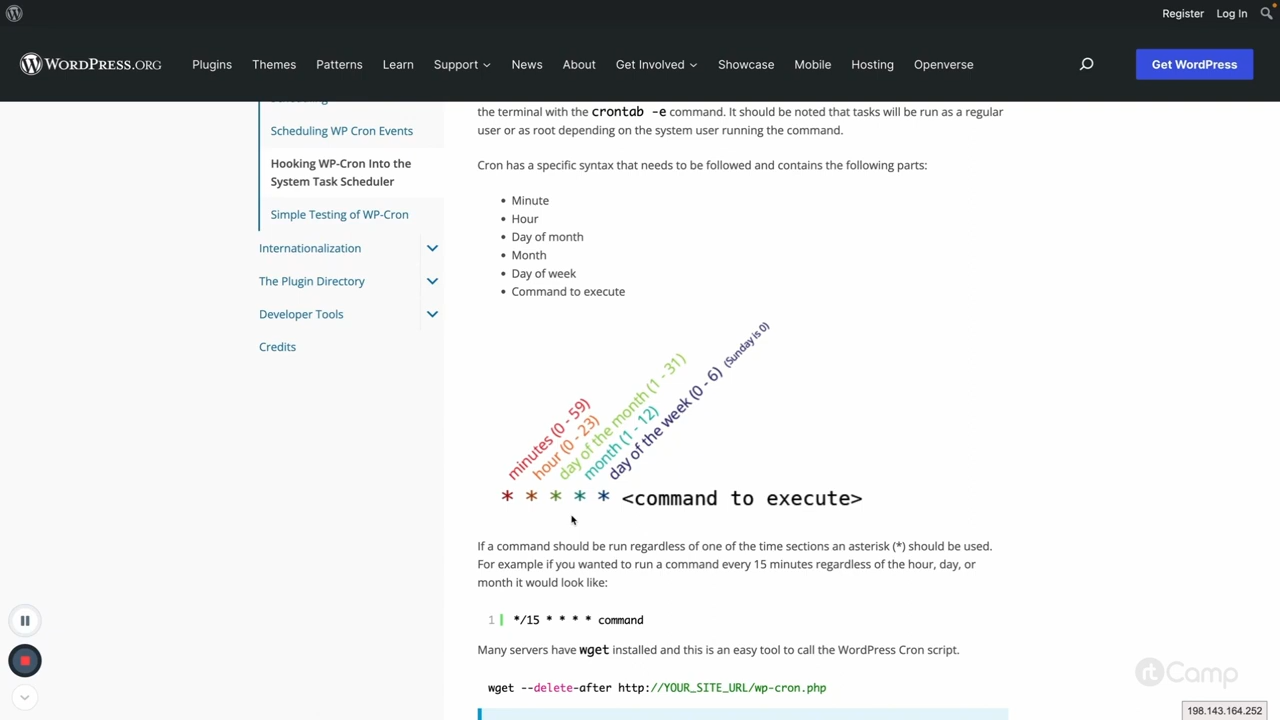 Register Log In
WORDPRESS.ORG Plugins Themes Patterns Learn Support News About Get Involved Showcase Mobile Hosting Openverse Get WordPress
Scheduling WP Cron Events
Hooking WP-Cron Into the
System Task Scheduler
Simple Testing of WP-Cron
Internationalization
The Plugin Directory
Developer Tools
Credits
the terminal with the crontab -e command. It should be noted that tasks will be run as a regular
user or as root depending on the system user running the command.
Cron has a specific syntax that needs to be followed and contains the following parts:
• Minute
• Hour
• Day of month
• Month
• Day of week
• Command to execute
minutes (0 - 59)
hour (0 - 23)
day of the month (1 - 31)
month (1 - 12)
day of the week (0 - 6) (Sunday is 0)
* * * * * <command to execute>
If a command should be run regardless of one of the time sections an asterisk (*) should be used.
For example if you wanted to run a command every 15 minutes regardless of the hour, day, or
month it would look like:
1 */15 * * * * command
Many servers have wget installed and this is an easy tool to call the WordPress Cron script.
wget --delete-after http://YOUR_SITE_URL/wp-cron.php
rtCamp
198.143.164.252